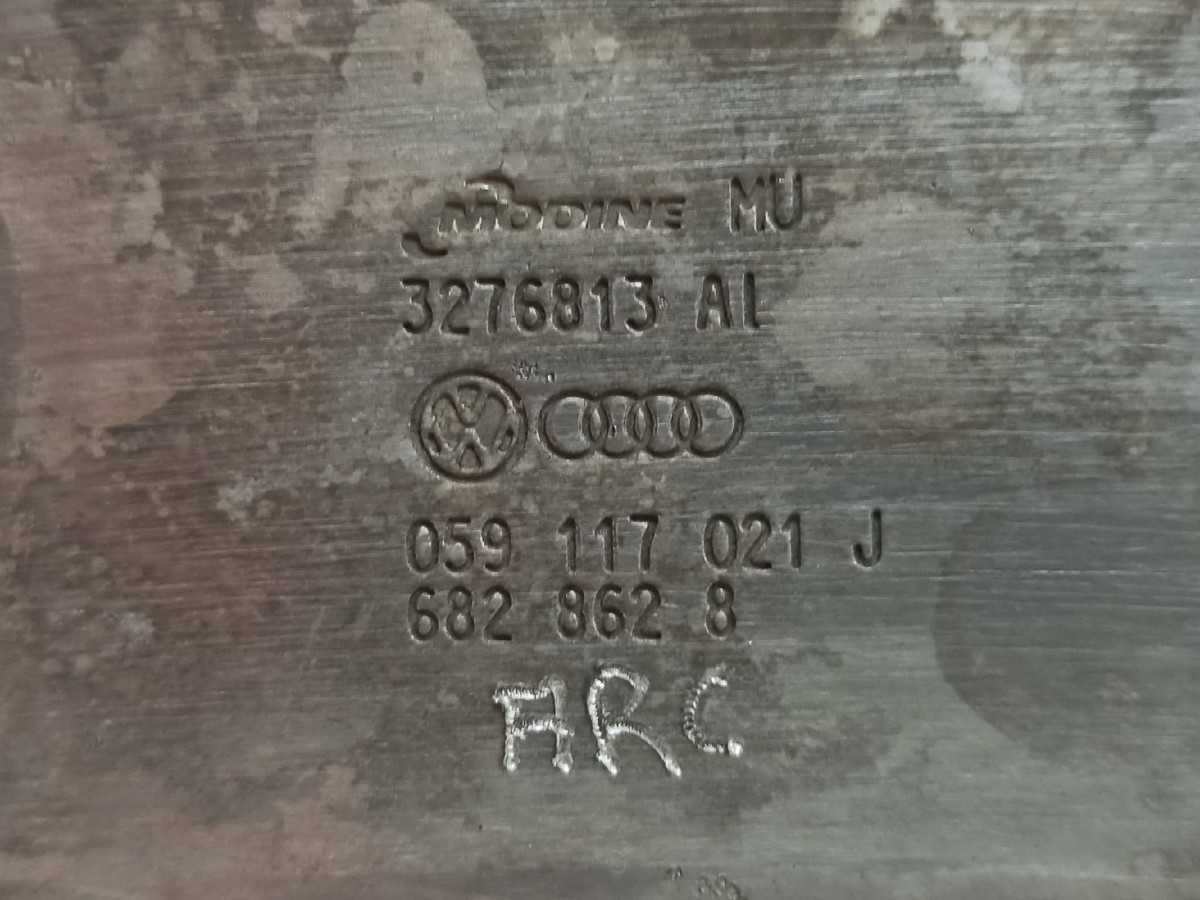 MODINE MU
3276813 AL
059 117 021 J
682 862 8
ARC